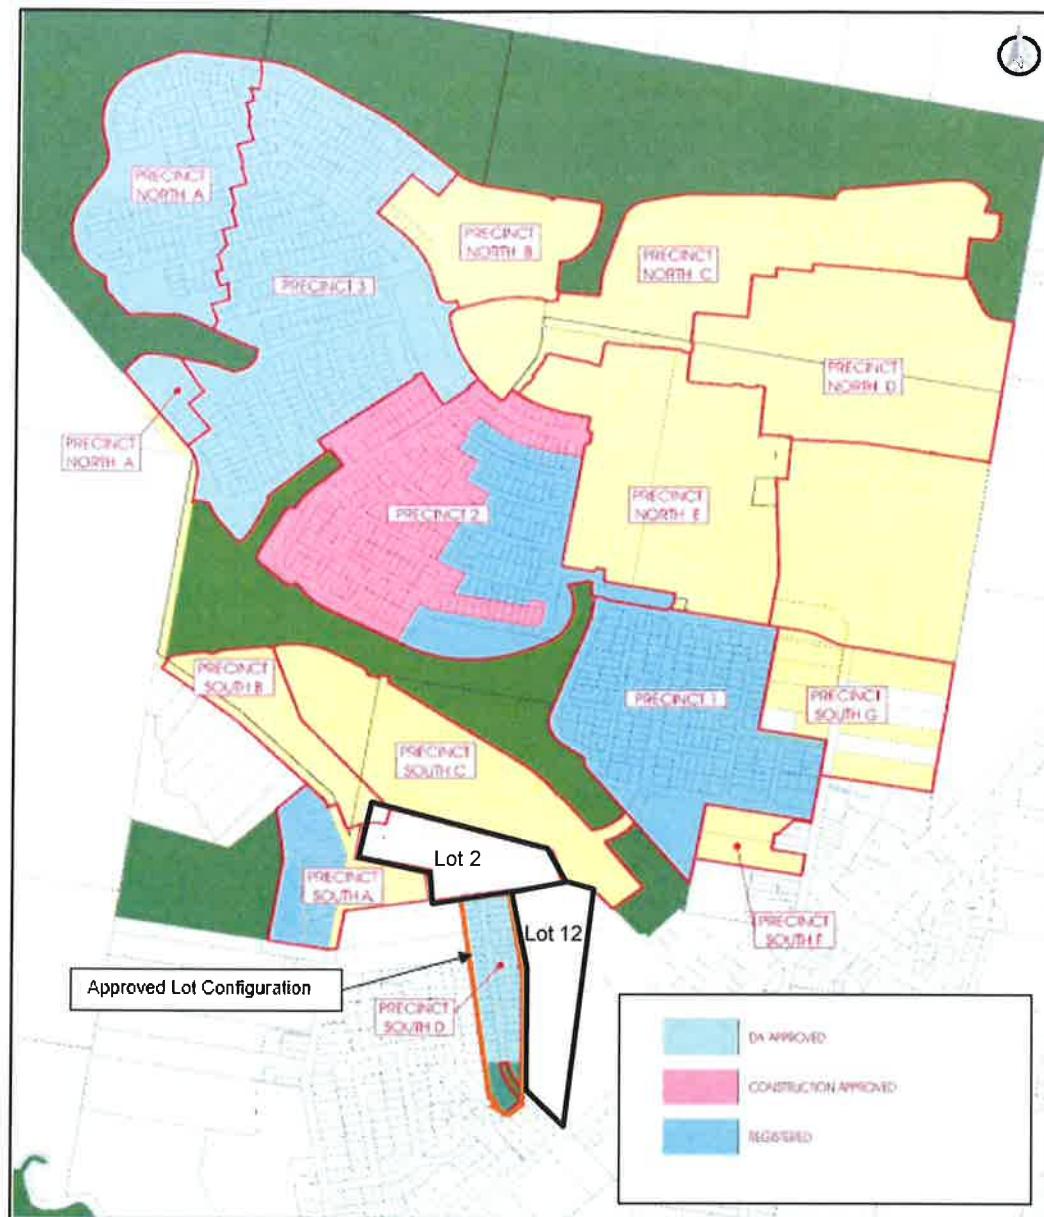 PRECINCT
NORTH A
PRECINCT
NORTH B
PRECINCT
NORTH C
PRECINCT 3
PRECINCT
NORTH D
PRECINCT
NORTH A
PRECINCT 2
PRECINCT
NORTH E
PRECINCT
SOUTH B
PRECINCT 1
PRECINCT
SOUTH G
PRECINCT
SOUTH C
Lot 2
PRECINCT
SOUTH A
Lot 12
PRECINCT
SOUTH F
Approved Lot Configuration
PRECINCT
SOUTH D
DA APPROVED
CONSTRUCTION APPROVED
REGISTERED